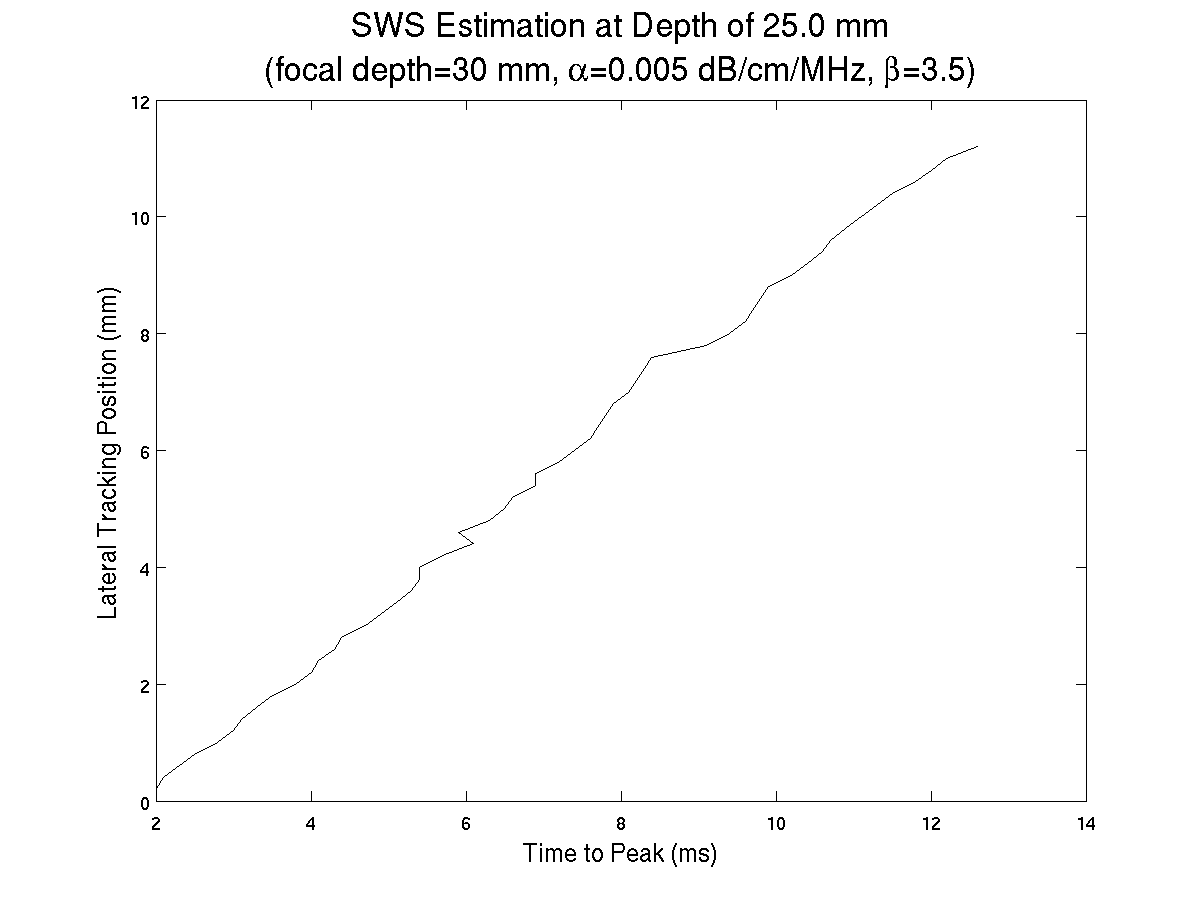 SWS Estimation at Depth of 25.0 mm
(focal depth=30 mm, α=0.005 dB/cm/MHz, β=3.5)
12
10
8
6
4
2
0
Lateral Tracking Position (mm)
2 4 6 8 10 12 14
Time to Peak (ms)